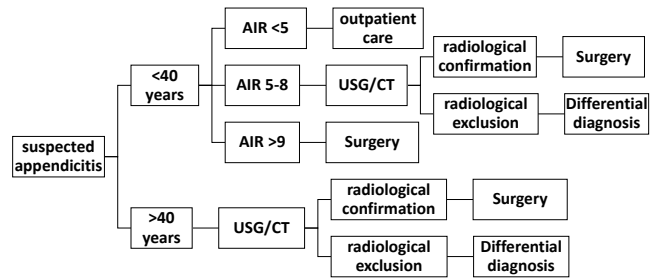 suspected
appendicitis
<40
years
AIR <5
outpatient
care
AIR 5-8
USG/CT
radiological
confirmation
Surgery
radiological
exclusion
Differential
diagnosis
AIR >9
Surgery
>40
years
USG/CT
radiological
confirmation
Surgery
radiological
exclusion
Differential
diagnosis